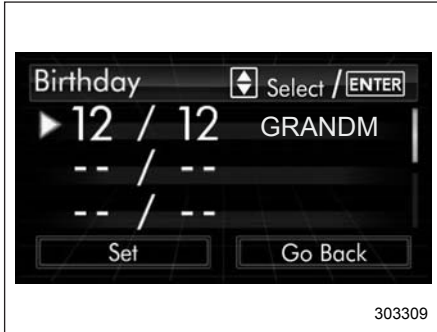 Birthday Select / ENTER
12 / 12 GRANDM
-- / --
-- / --
Set Go Back
303309